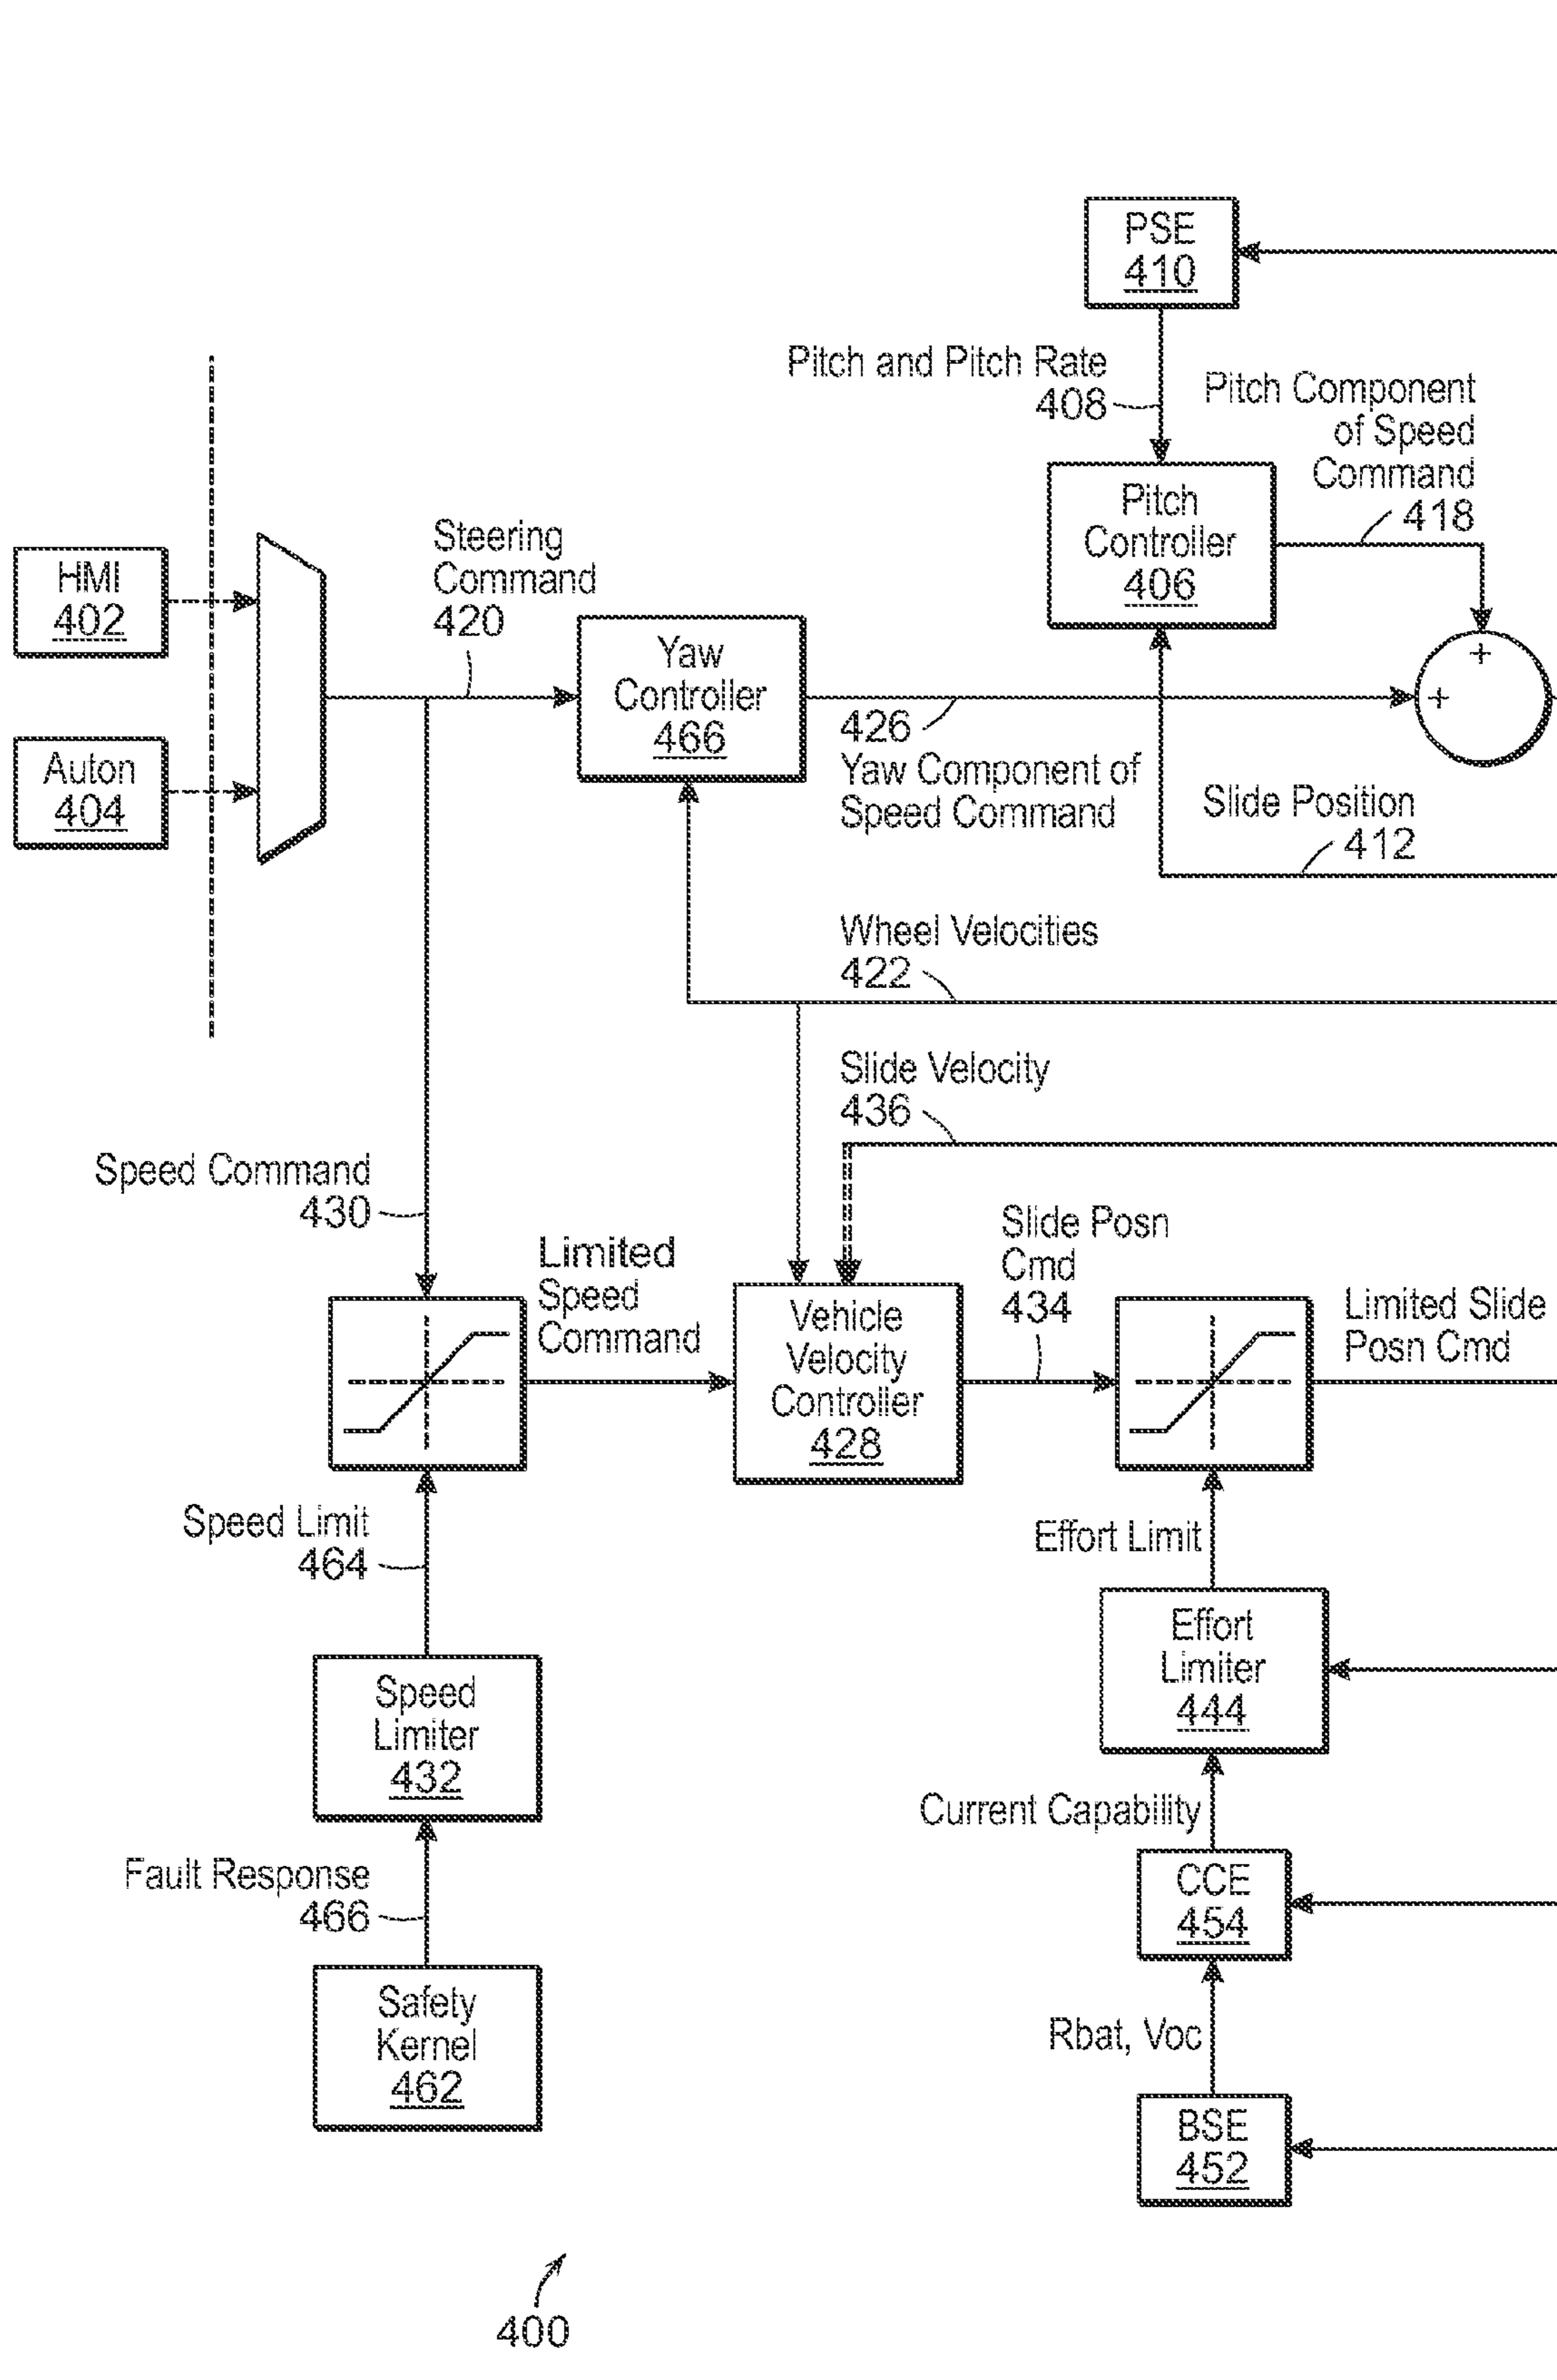 PSE
410
Pitch and Pitch Rate
408
Pitch Component
of Speed
Command
418
Pitch
Controller
406
Steering
Command
420
HMI
402
Yaw
Controller
466
+
+
426
Yaw Component of
Speed Command
Auton
404
Slide Position
412
Wheel Velocities
422
Slide Velocity
436
Speed Command
430
Limited
Speed
Command
Slide Posn
Cmd
434
Vehicle
Velocity
Controller
428
Limited Slide
Posn Cmd
Speed Limit
464
Effort Limit
Effort
Limiter
444
Speed
Limiter
432
Current Capability
Fault Response
466
CCE
454
Safety
Kernel
462
Rbat, Voc
BSE
452
400